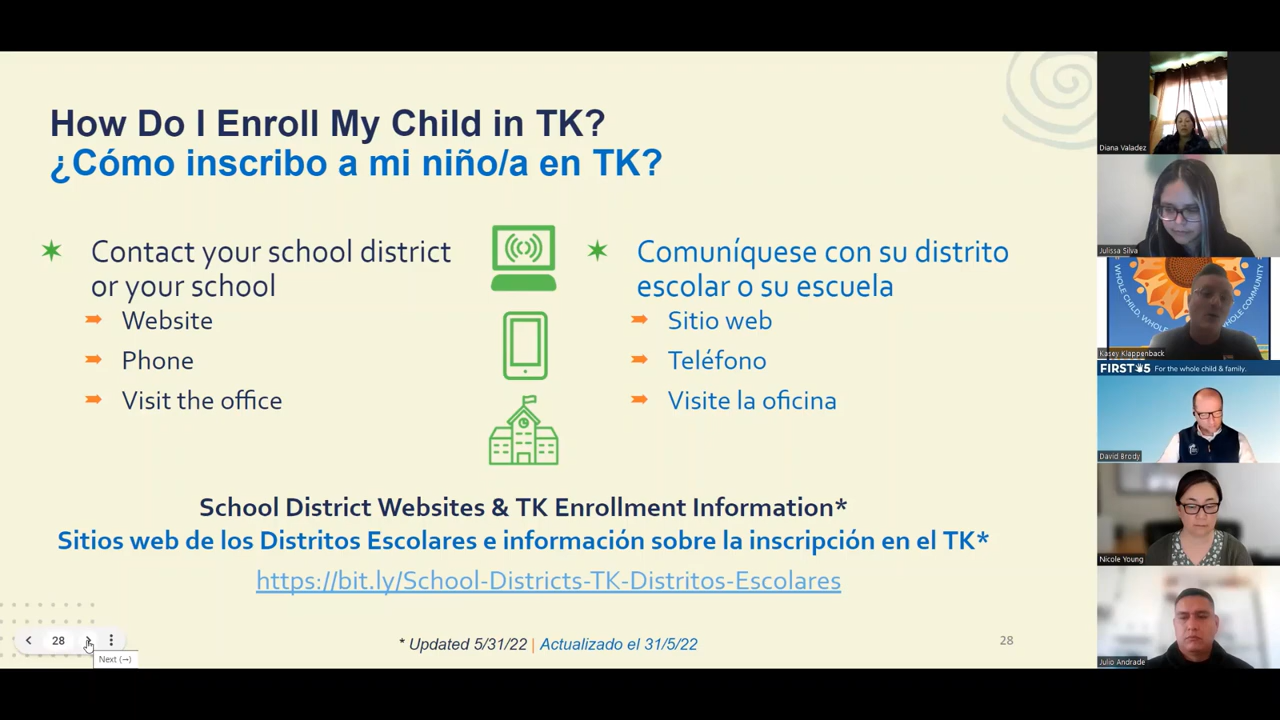 How Do I Enroll My Child in TK?
¿Cómo inscribo a mi niño/a en TK?
Contact your school district
or your school
Website
Phone
Visit the office
Comuníquese con su distrito
escolar o su escuela
Sitio web
Teléfono
Visite la oficina
School District Websites & TK Enrollment Information*
Sitios web de los Distritos Escolares e información sobre la inscripción en el TK*
https://bit.ly/School-Districts-TK-Distritos-Escolares
* Updated 5/31/22 | Actualizado el 31/5/22
28
28
Next (→)
Diana Valadez
Julissa Silva
WHOLE CHILD, WHOLE COMMUNITY
Kasey Klappenback
FIRST 5 For the whole child & family.
David Brody
Nicole Young
Julio Andrade